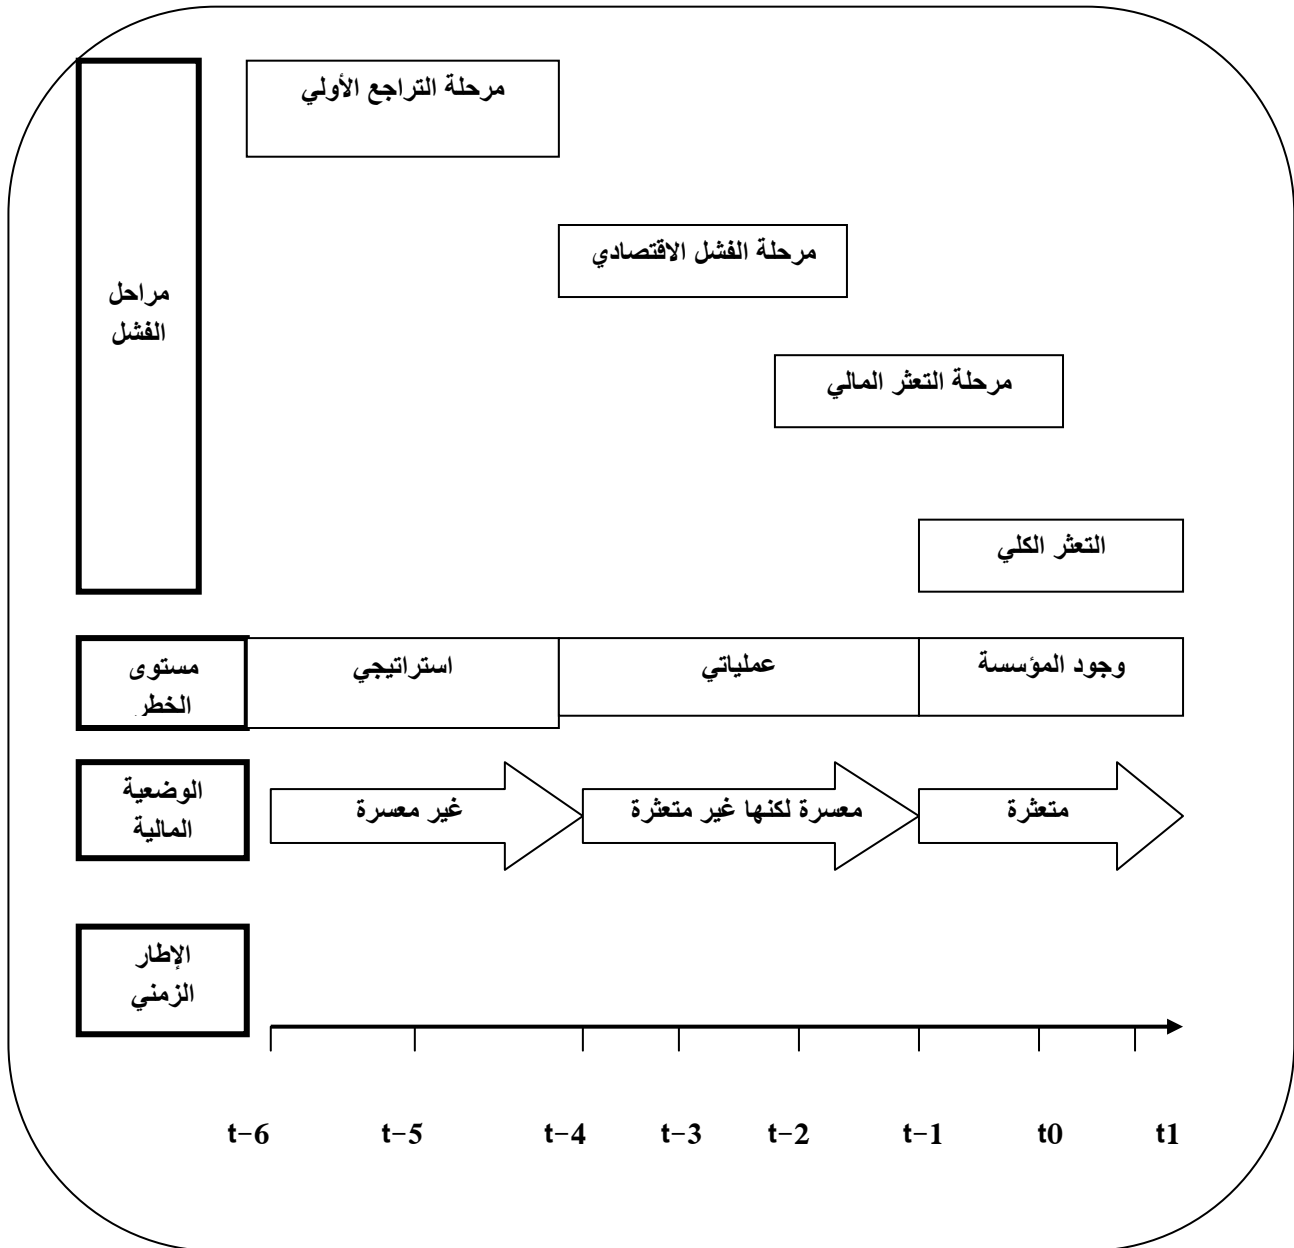 مرحلة التراجع الأولي
مرحلة الفشل الاقتصادي
مراحل
الفشل
مرحلة التعثر المالي
التعثر الكلي
مستوى
الخطر
استراتيجي
عملياتي
وجود المؤسسة
الوضعية
المالية
غير معسرة
معسرة لكنها غير متعثرة
متعثرة
الإطار
الزمني
t-6 t-5 t-4 t-3 t-2 t-1 t0 t1